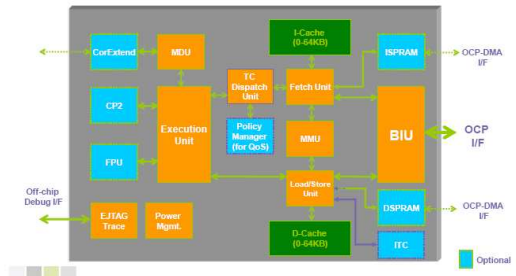 I-Cache
(0-64KB)
CorExtend
MDU
ISPRAM
OCP-DMA
I/F
TC
Dispatch
Unit
Fetch Unit
CP2
Execution
Unit
Policy
Manager
(for QoS)
MMU
BIU
OCP
I/F
FPU
Load/Store
Unit
Off-chip
Debug I/F
EJTAG
Trace
Power
Mgmt.
DSPRAM
OCP-DMA
I/F
D-Cache
(0-64KB)
ITC
Optional